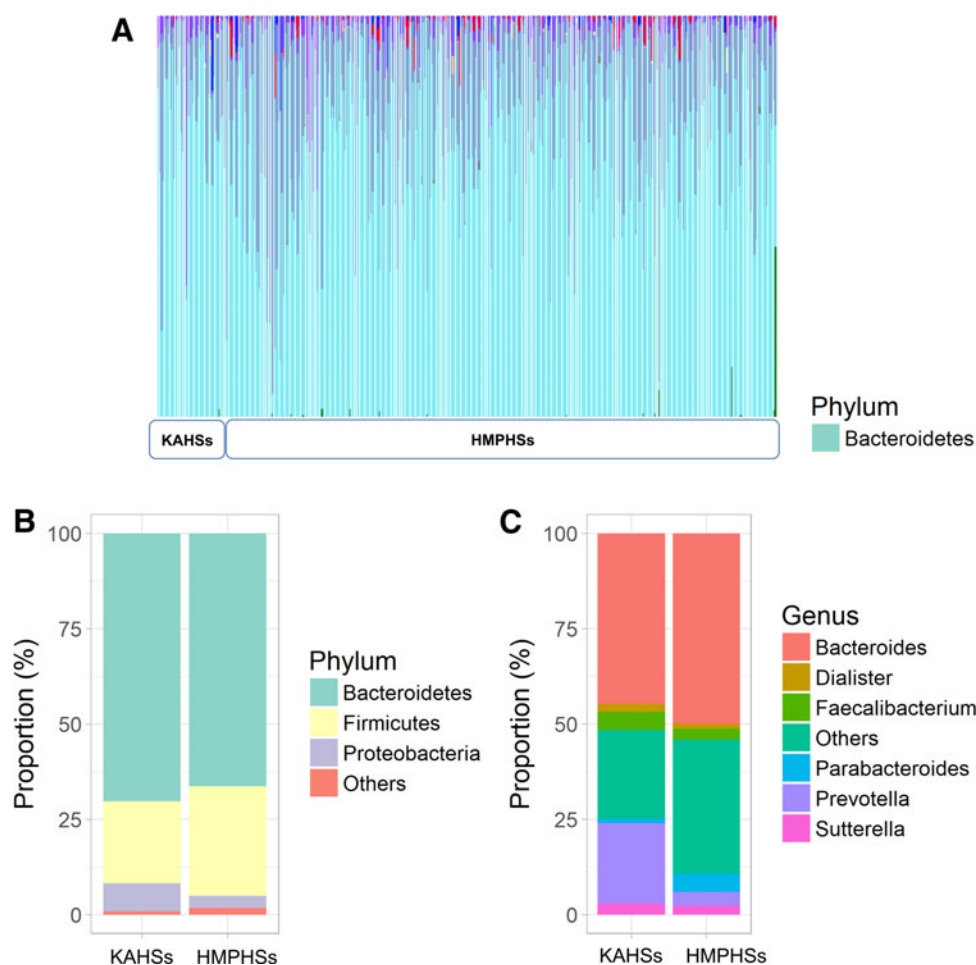 A
KAHSs
HMPHSs
Phylum
Bacteroidetes
B
Proportion (%)
100
75
50
25
0
KAHSs
HMPHSs
Phylum
Bacteroidetes
Firmicutes
Proteobacteria
Others
C
Proportion (%)
100
75
50
25
0
KAHSs
HMPHSs
Genus
Bacteroides
Dialister
Faecalibacterium
Others
Parabacteroides
Prevotella
Sutterella